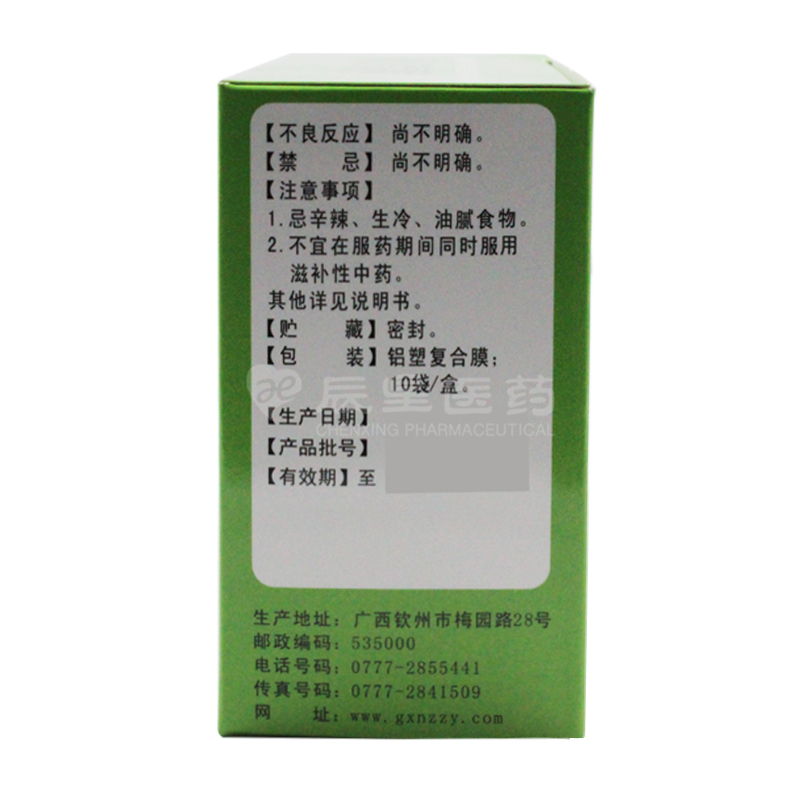 【不良反应】 尚不明确。
【禁 忌】 尚不明确。
【注意事项】
1.忌辛辣、生冷、油腻食物。
2.不宜在服药期间同时服用
滋补性中药。
其他详见说明书。
【贮 藏】密封。
【包 装】铝塑复合膜；
10袋/盒。
辰星医药
CHENXING PHARMACEUTICAL
【生产日期】
【产品批号】
【有效期】至
生产地址：广西钦州市梅园路28号
邮政编码：535000
电话号码：0777-2855441
传真号码：0777-2841509
网 址：www.gxnzzy.com